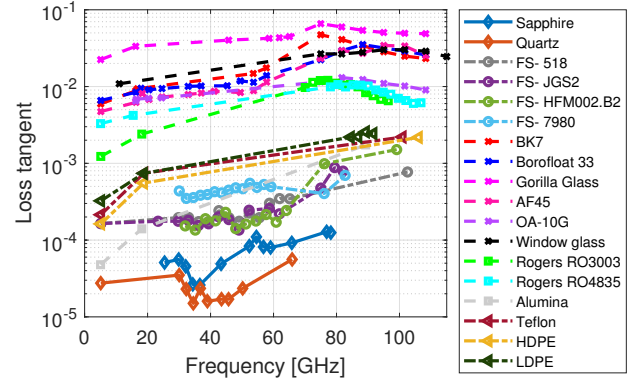 10^-1
10^-2
10^-3
10^-4
10^-5
Loss tangent
0
20
40
60
80
100
Frequency [GHz]
Sapphire
Quartz
FS- 518
FS- JGS2
FS- HFM002.B2
FS- 7980
BK7
Borofloat 33
Gorilla Glass
AF45
OA-10G
Window glass
Rogers RO3003
Rogers RO4835
Alumina
Teflon
HDPE
LDPE